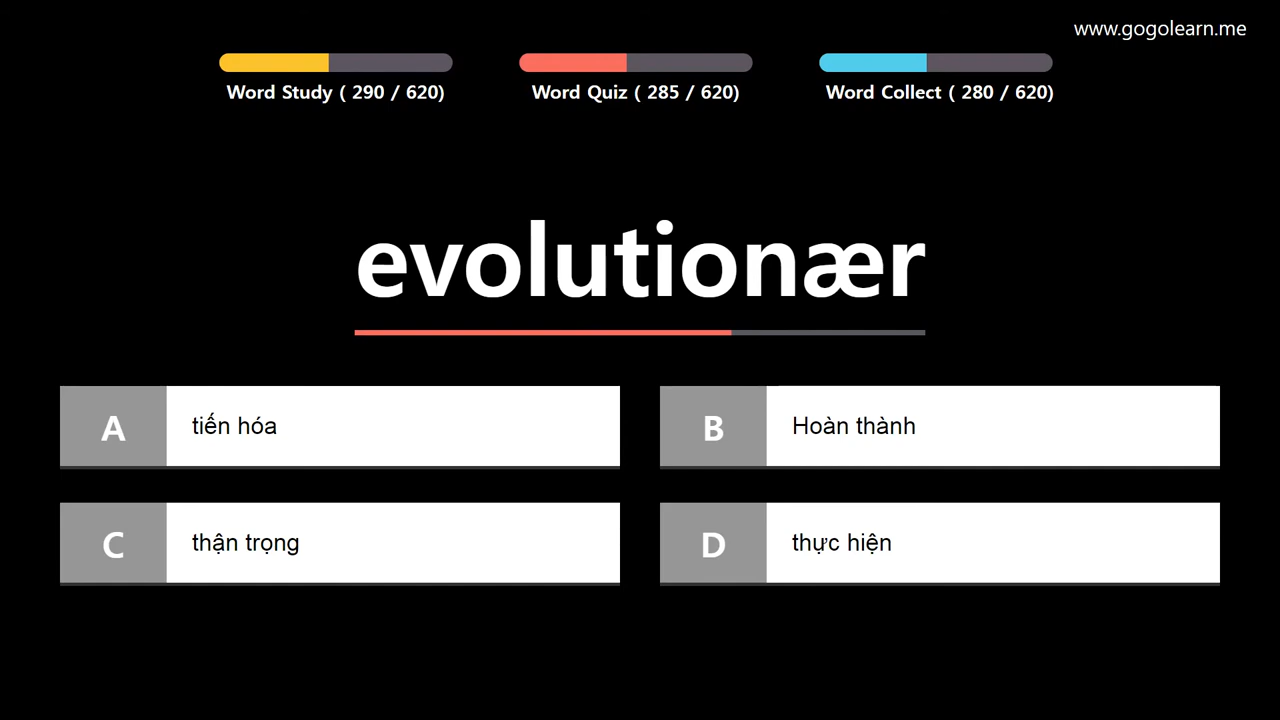 www.gogolearn.me
Word Study ( 290 / 620)
Word Quiz ( 285 / 620)
Word Collect ( 280 / 620)
evolutionær
A
tiến hóa
B
Hoàn thành
C
thận trọng
D
thực hiện